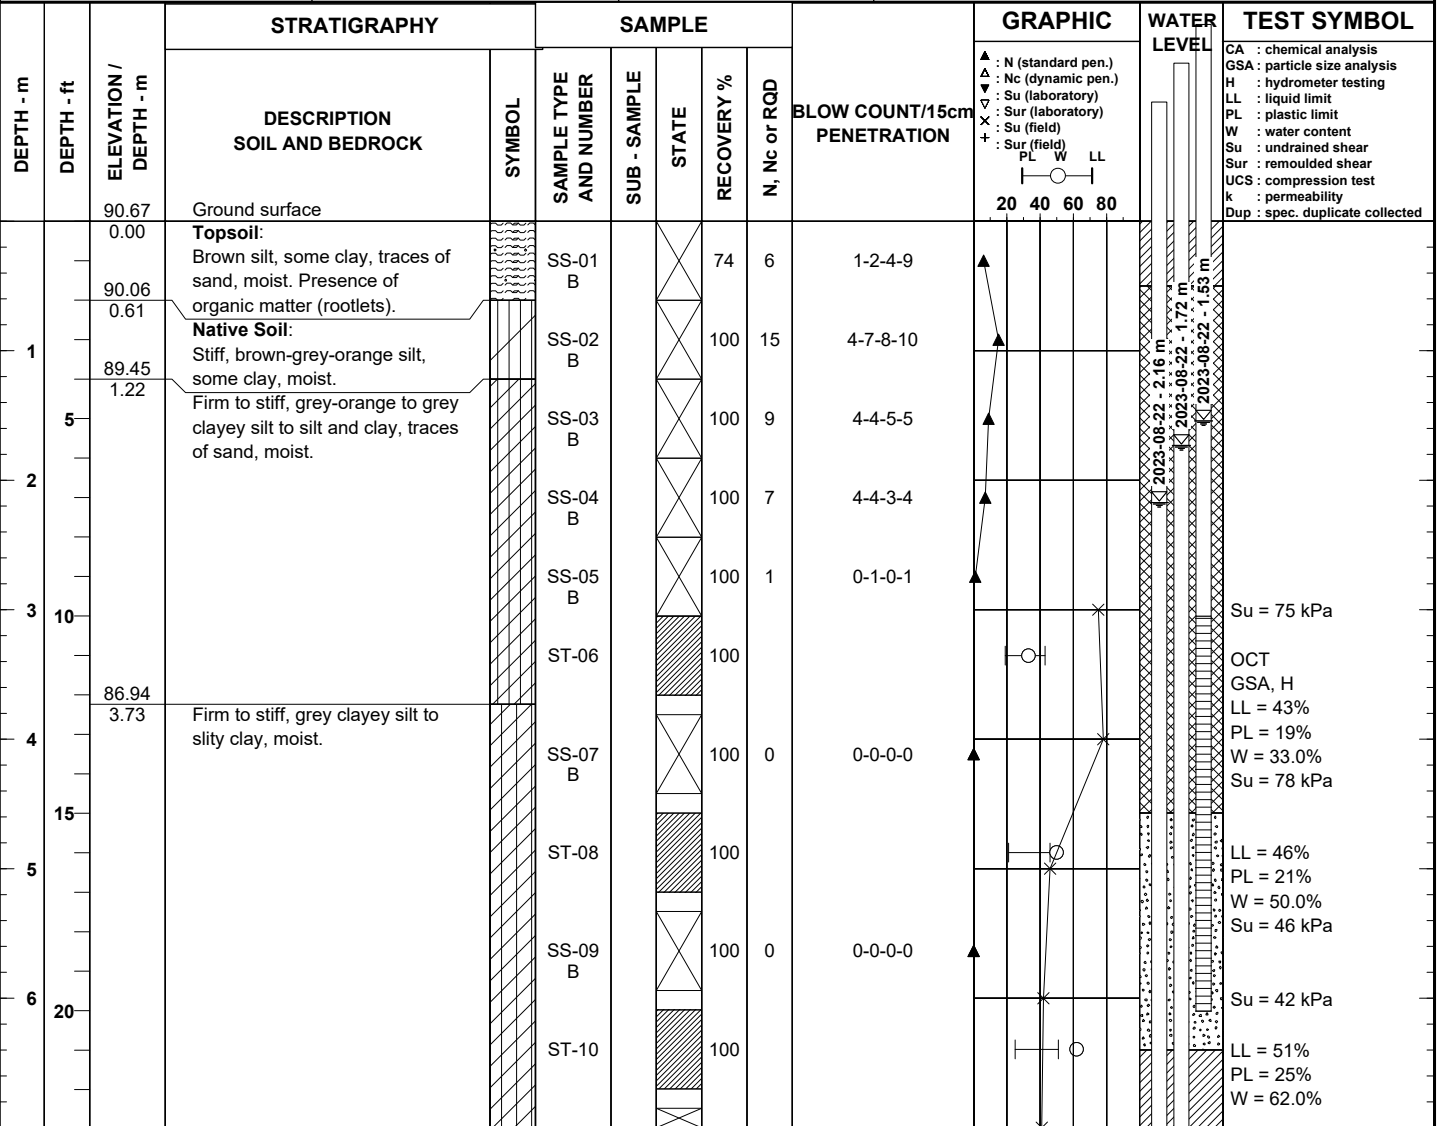 STRATIGRAPHY
SAMPLE
GRAPHIC
WATER LEVEL
TEST SYMBOL
DEPTH - m
DEPTH - ft
ELEVATION / DEPTH - m
DESCRIPTION
SOIL AND BEDROCK
SYMBOL
SAMPLE TYPE AND NUMBER
SUB - SAMPLE
STATE
RECOVERY %
N, Nc or RQD
BLOW COUNT/15cm
PENETRATION
: N (standard pen.)
: Nc (dynamic pen.)
: Su (laboratory)
: Sur (laboratory)
: Su (field)
: Sur (field)
PL W LL
20 40 60 80
CA : chemical analysis
GSA : particle size analysis
H : hydrometer testing
LL : liquid limit
PL : plastic limit
W : water content
Su : undrained shear
Sur : remoulded shear
UCS : compression test
k : permeability
Dup : spec. duplicate collected
90.67 Ground surface
0.00 Topsoil:
Brown silt, some clay, traces of
sand, moist. Presence of
organic matter (rootlets).
90.06
0.61
Native Soil:
Stiff, brown-grey-orange silt,
some clay, moist.
89.45
1.22
Firm to stiff, grey-orange to grey
clayey silt to silt and clay, traces
of sand, moist.
86.94
3.73
Firm to stiff, grey clayey silt to
slity clay, moist.
1
2
3
4
5
6
5
10
15
20
SS-01 74 6 1-2-4-9
B
SS-02 100 15 4-7-8-10
B
SS-03 100 9 4-4-5-5
B
SS-04 100 7 4-4-3-4
B
SS-05 100 1 0-1-0-1
B
ST-06 100
SS-07 100 0 0-0-0-0
B
ST-08 100
SS-09 100 0 0-0-0-0
B
ST-10 100
2023-08-22 - 2.16 m
2023-08-22 - 1.72 m
2023-08-22 - 1.53 m
Su = 75 kPa
OCT
GSA, H
LL = 43%
PL = 19%
W = 33.0%
Su = 78 kPa
LL = 46%
PL = 21%
W = 50.0%
Su = 46 kPa
Su = 42 kPa
LL = 51%
PL = 25%
W = 62.0%